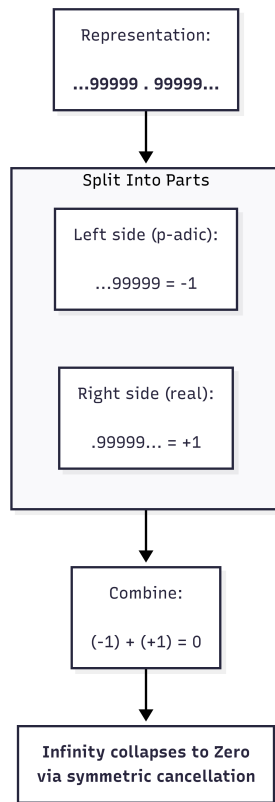 Representation:
...99999 . 99999...
Split Into Parts
Left side (p-adic):
...99999 = -1
Right side (real):
.99999... = +1
Combine:
(-1) + (+1) = 0
Infinity collapses to Zero
via symmetric cancellation